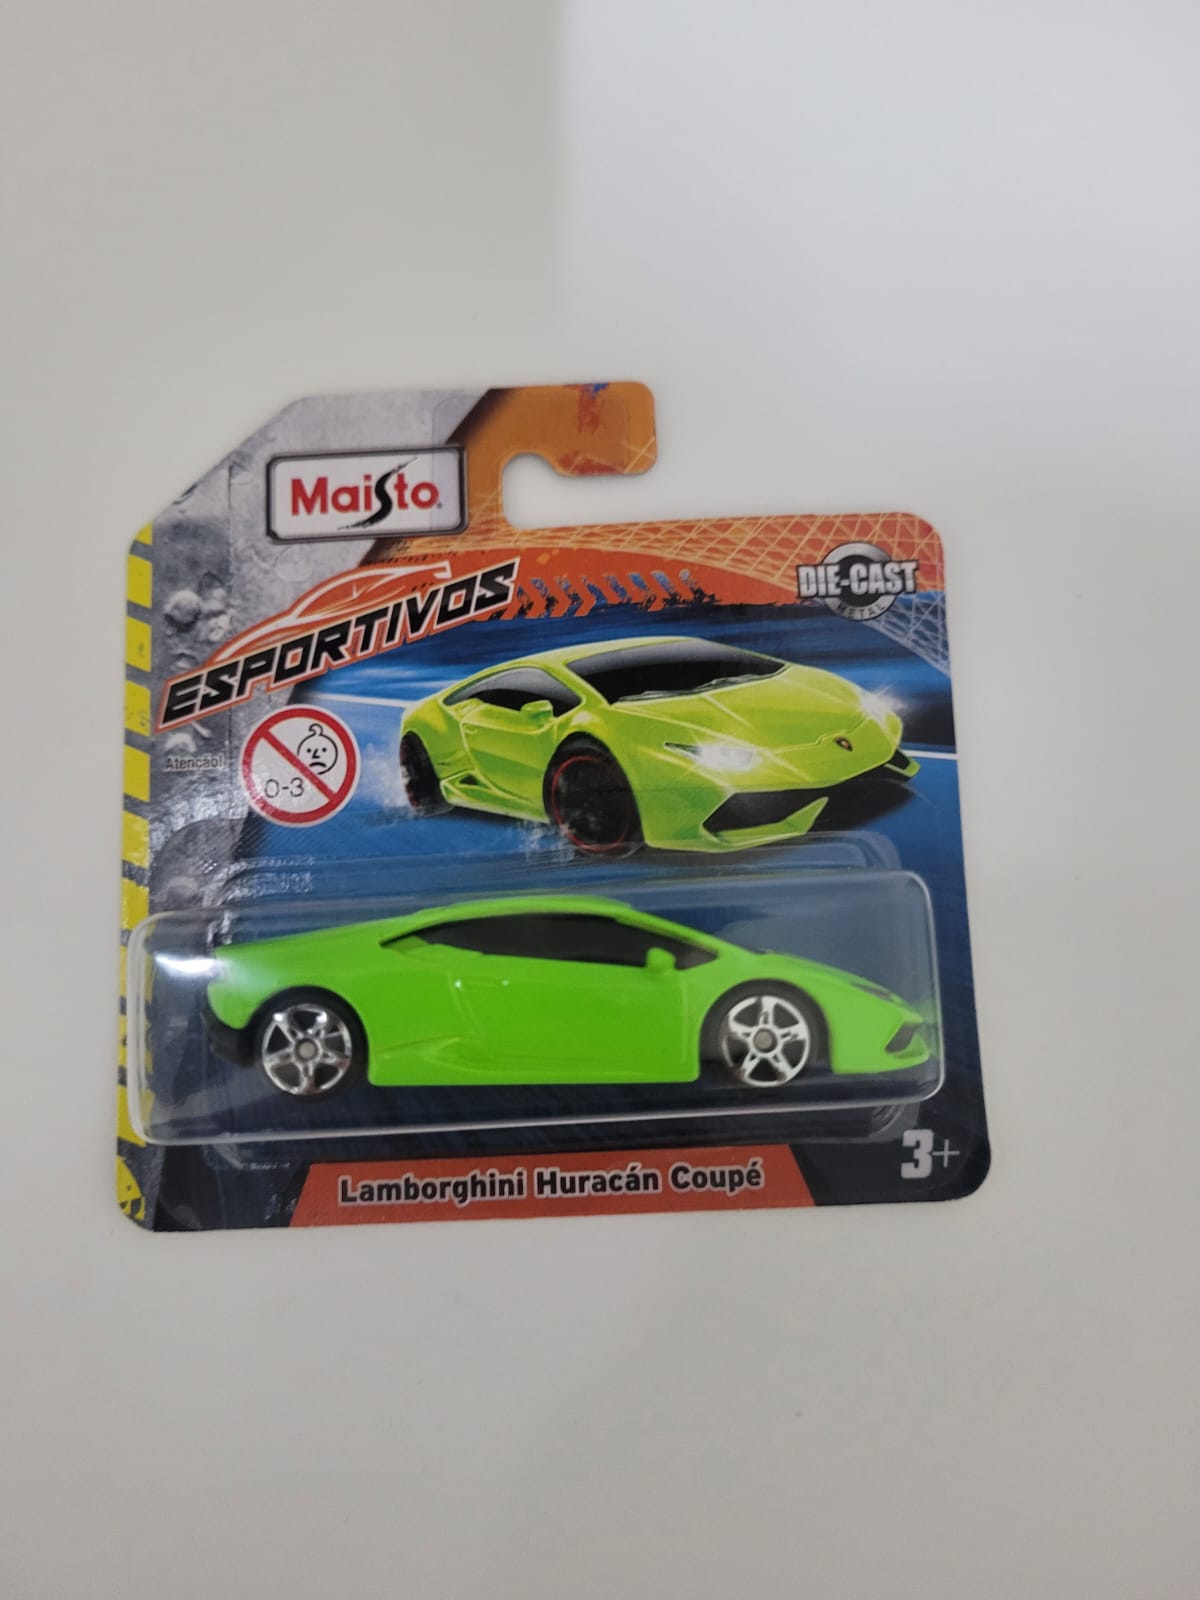 Maisto
DIE-CAST
METAL
ESPORTIVOS
Atenção!
0-3
Lamborghini Huracán Coupé
3+